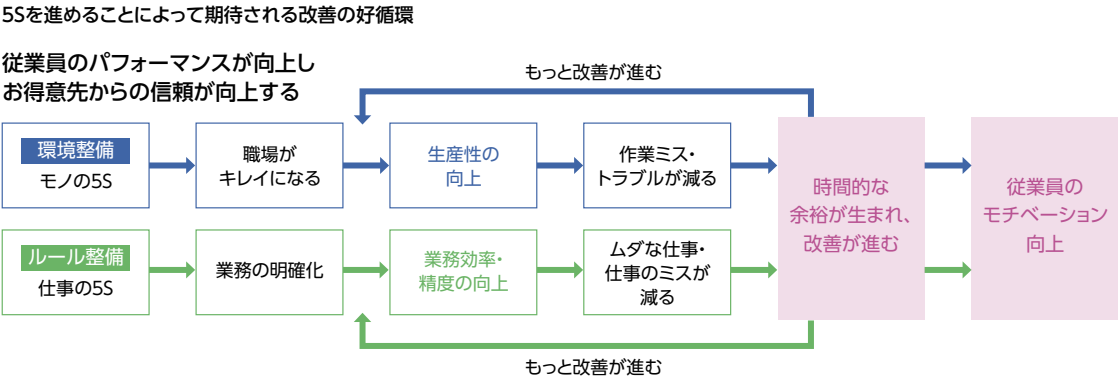 5Sを進めることによって期待される改善の好循環
従業員のパフォーマンスが向上し
お得意先からの信頼が向上する
もっと改善が進む
環境整備
モノの5S
職場が
キレイになる
生産性の
向上
作業ミス・
トラブルが減る
時間的な
余裕が生まれ、
改善が進む
従業員の
モチベーション
向上
ルール整備
仕事の5S
業務の明確化
業務効率・
精度の向上
ムダな仕事・
仕事のミスが
減る
もっと改善が進む